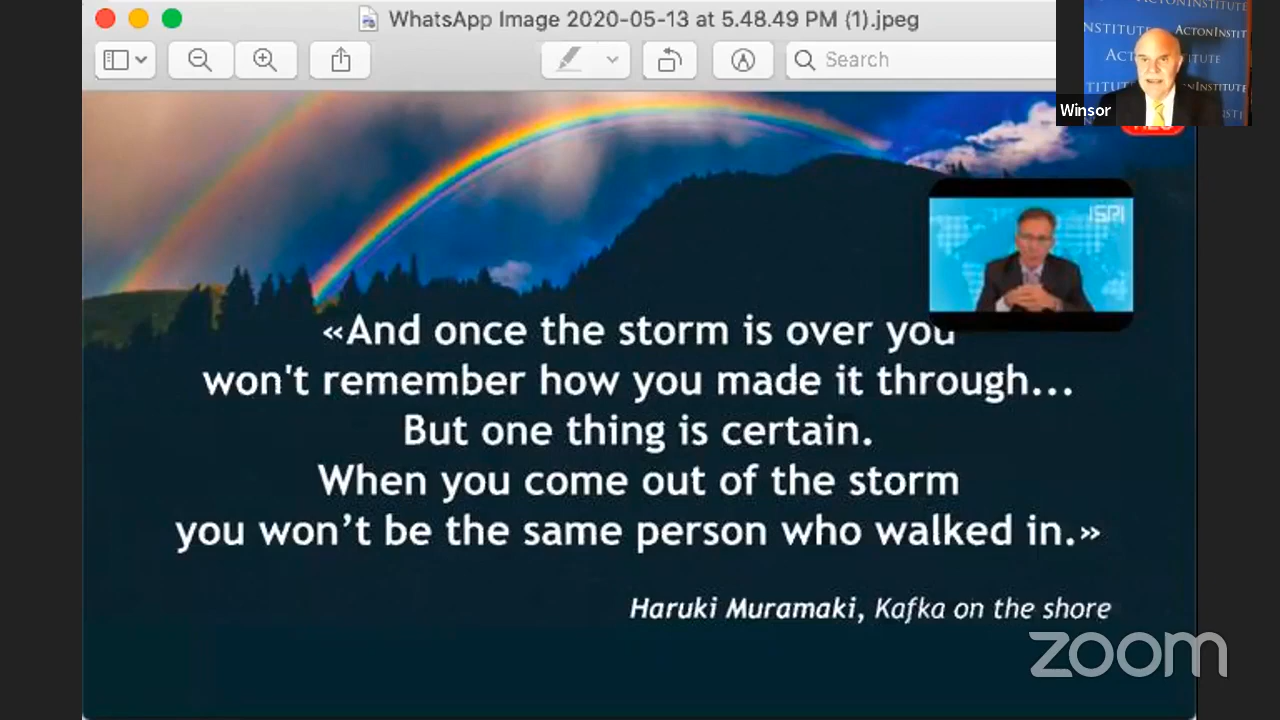 WhatsApp Image 2020-05-13 at 5.48.49 PM (1).jpeg
Search
ACTONINSTITUTE
INSTITUTE
ACTONINSTIT
Winsor
ISPI
«And once the storm is over you
won't remember how you made it through...
But one thing is certain.
When you come out of the storm
you won’t be the same person who walked in.»
Haruki Muramaki, Kafka on the shore
zoom